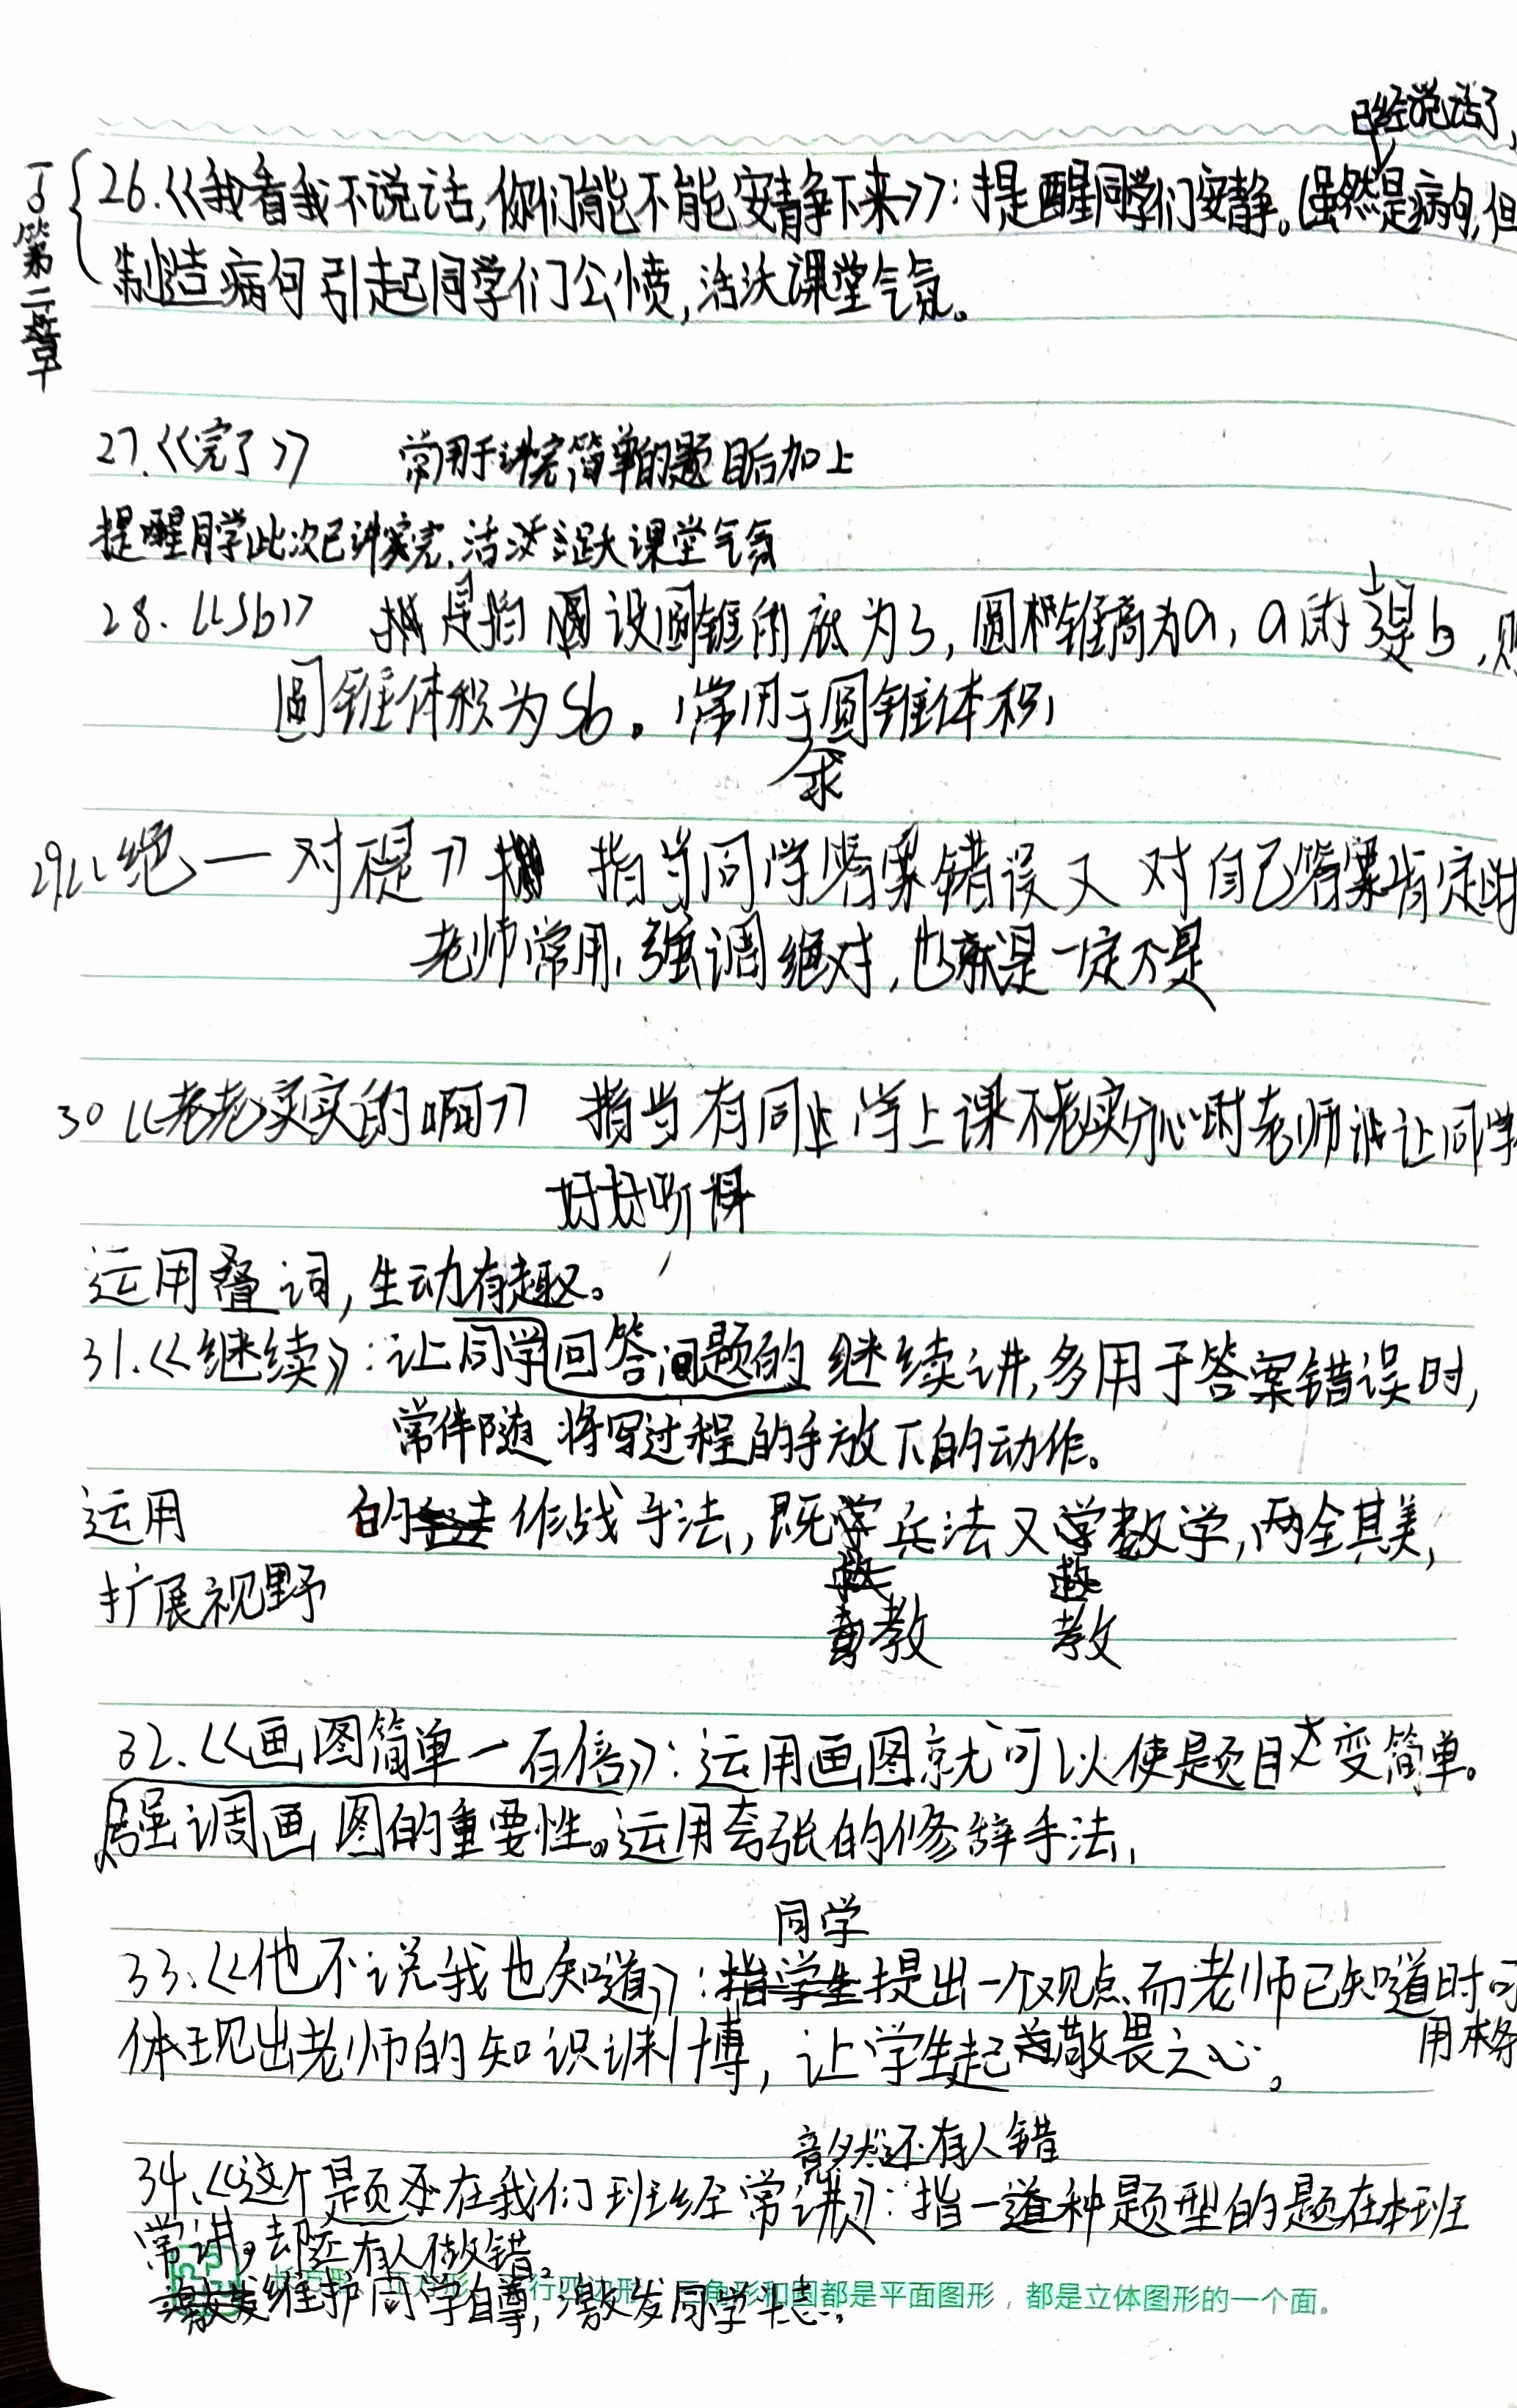 已经说话了,
丁第二章
26.《我看我不说话,你们能不能安静下来》:提醒同学们安静。(虽然是病句,但
制造病句引起同学们公愤,活沃课堂气氛。
27.《完了》 常用于讲完简单的题目后加上
提醒同学此次已讲完,活跃课堂气氛
28.《Sb》 是指 设圆锥的底为S,圆锥高为a,a的1/3是b,则
圆锥体积为Sb。(常用于圆锥体积)
求
29《绝一对禔》 指当同学答案错误又对自己答案肯定时
老师常用,强调绝对,也就是一定不是
30《老老实实的啊》 指当有同学上课不老实分心时老师说让同学
好好听课
运用叠词,生动有趣。
31.《继续》:让同学回答问题的继续讲,多用于答案错误时,
常伴随将写过程的手放下的动作。
运用 的 作战手法,既学兵法又学数学,两全其美,
教 教
扩展视野
32.《画图简单一百倍》:运用画图就可以使题目变简单。
强调画图的重要性。运用夸张的修辞手法,
同学
33.《他不说我也知道》:提出一个观点而老师已知道时可
用本条
体现出老师的知识渊博,让学生起敬畏之心。
竟然还有人错
34.《这个题还在我们班经常讲》:指一种题型的题在本班
常讲,却还有人做错。
维护同学自尊,激发同学斗志。
形和圆都是平面图形,都是立体图形的一个面。